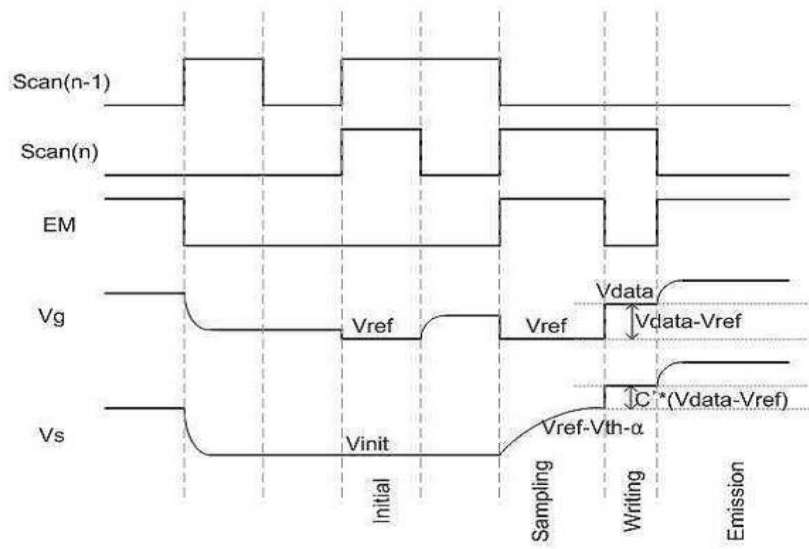 Scan(n-1)
Scan(n)
EM
Vdata
Vg
Vref
Vref
Vdata-Vref
C'*(Vdata-Vref)
Vs
Vinit
Vref-Vth-α
Initial
Sampling
Writing
Emission